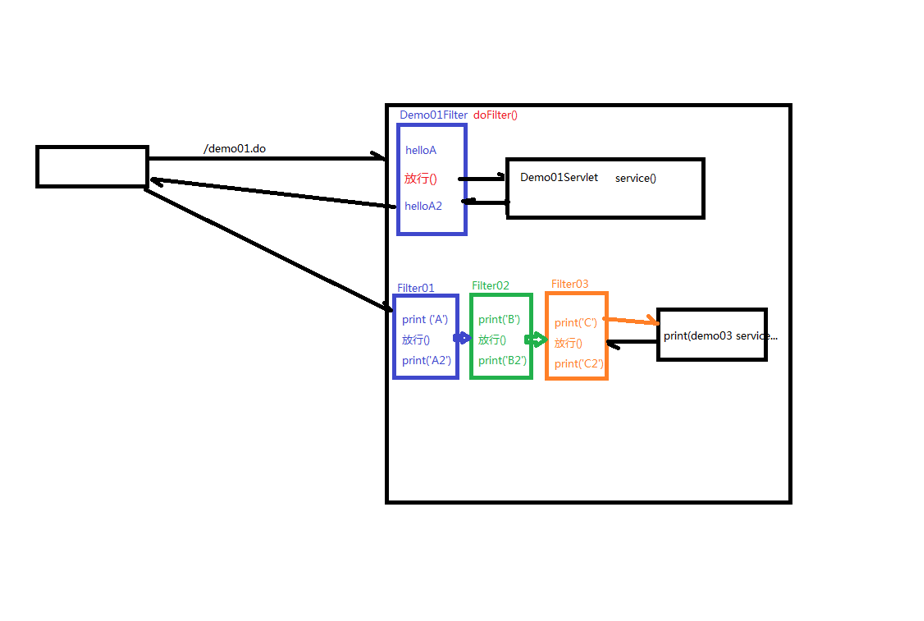 Demo01Filter doFilter()
/demo01.do
helloA
放行()
helloA2
Demo01Servlet service()
Filter01
print ('A')
放行()
print('A2')
Filter02
print('B')
放行()
print('B2')
Filter03
print('C')
放行()
print('C2')
print(demo03 service...